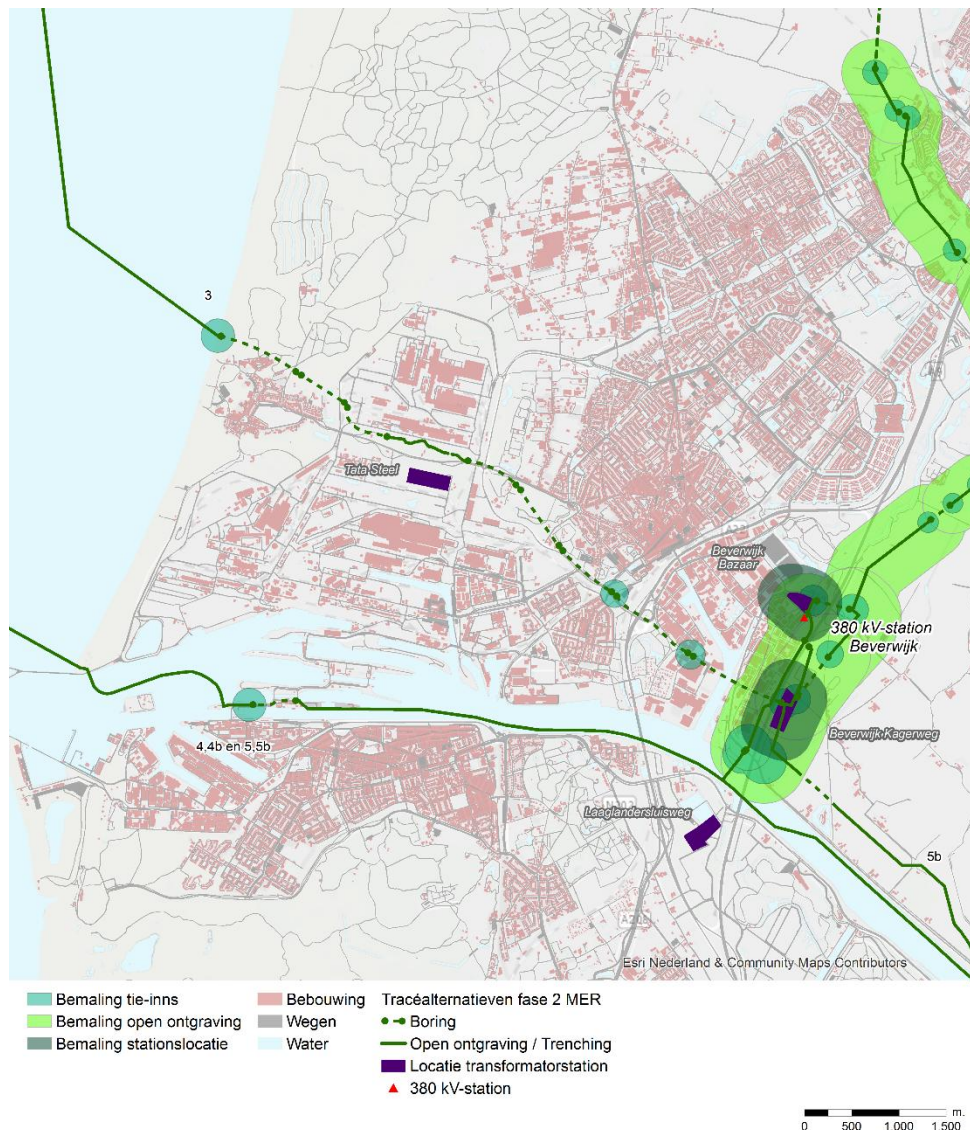 3
Tata Steel
A9
A22
Beverwijk
Bazaar
380 kV-station
Beverwijk
Beverwijk Kagerweg
4,4b en 5,5b
Laaglandersluisweg
5b
Esri Nederland & Community Maps Contributors
Bemaling tie-inns
Bemaling open ontgraving
Bemaling stationslocatie
Bebouwing
Wegen
Water
Tracéalternatieven fase 2 MER
Boring
Open ontgraving / Trenching
Locatie transformatorstation
380 kV-station
m.
0 500 1.000 1.500